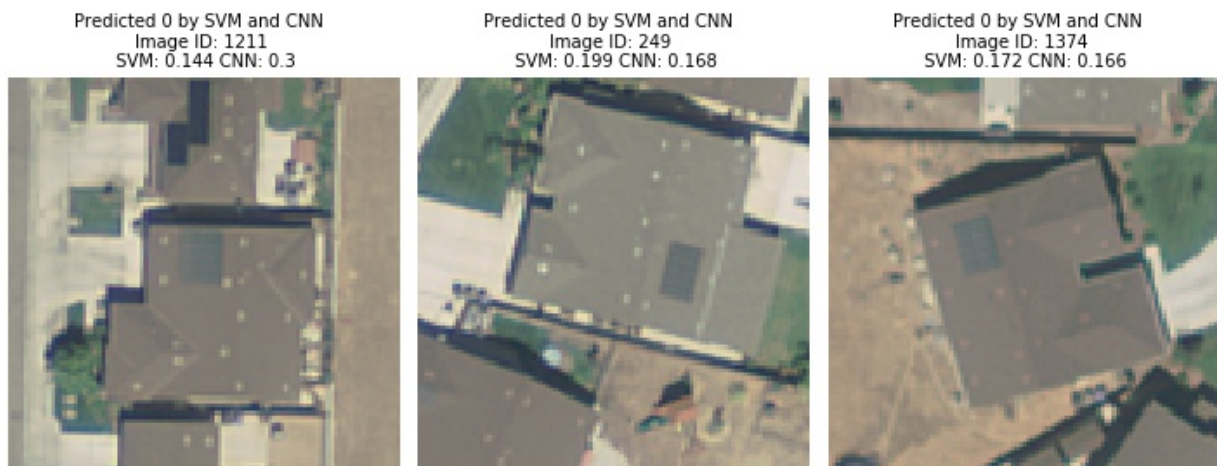 Predicted 0 by SVM and CNN
Image ID: 1211
SVM: 0.144 CNN: 0.3
Predicted 0 by SVM and CNN
Image ID: 249
SVM: 0.199 CNN: 0.168
Predicted 0 by SVM and CNN
Image ID: 1374
SVM: 0.172 CNN: 0.166